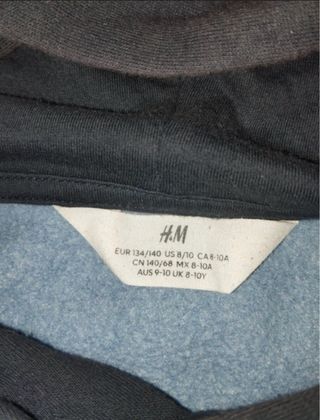 H&M
EUR 134/140 US 8/10 CA 8-10A
CN 140/68 MX 8-10A
AUS 9-10 UK 8-10Y